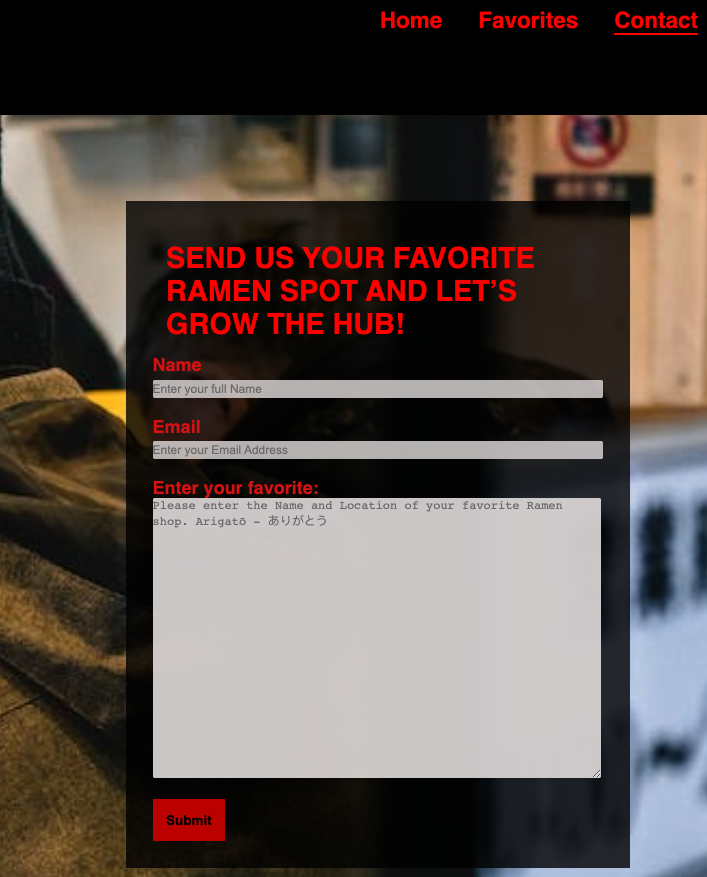 Home Favorites Contact
SEND US YOUR FAVORITE
RAMEN SPOT AND LET’S
GROW THE HUB!
Name
Enter your full Name
Email
Enter your Email Address
Enter your favorite:
Please enter the Name and Location of your favorite Ramen
shop. Arigatō – ありがとう
Submit